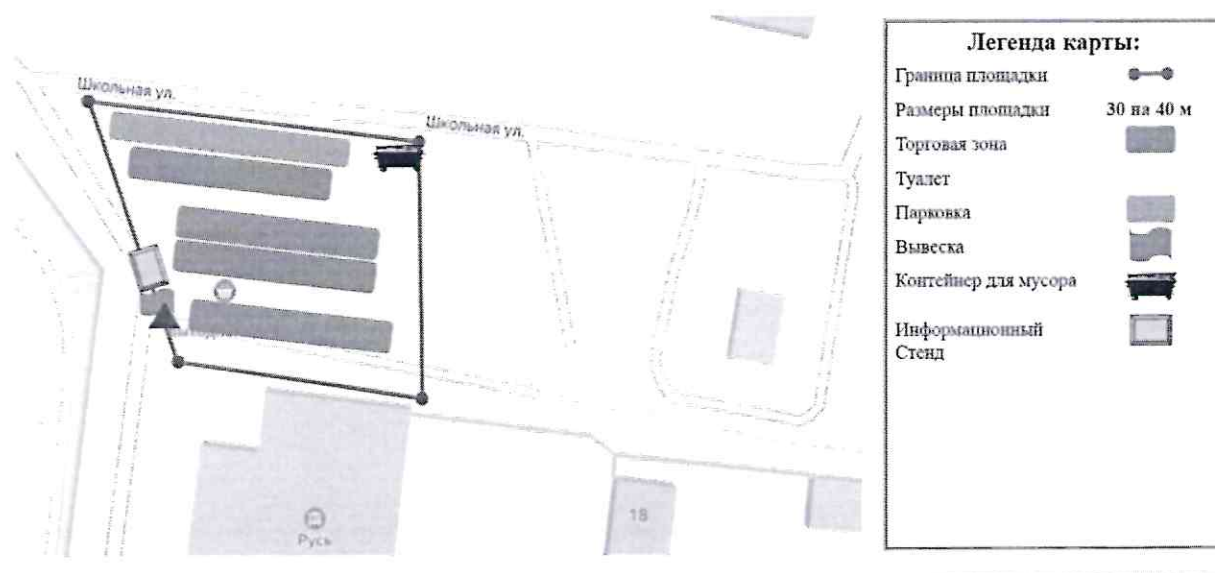 Школьная ул.
Школьная ул.
Русь
18
Легенда карты:
Граница площадки
Размеры площадки 30 на 40 м
Торговая зона
Туалет
Парковка
Вывеска
Контейнер для мусора
Информационный
Стенд